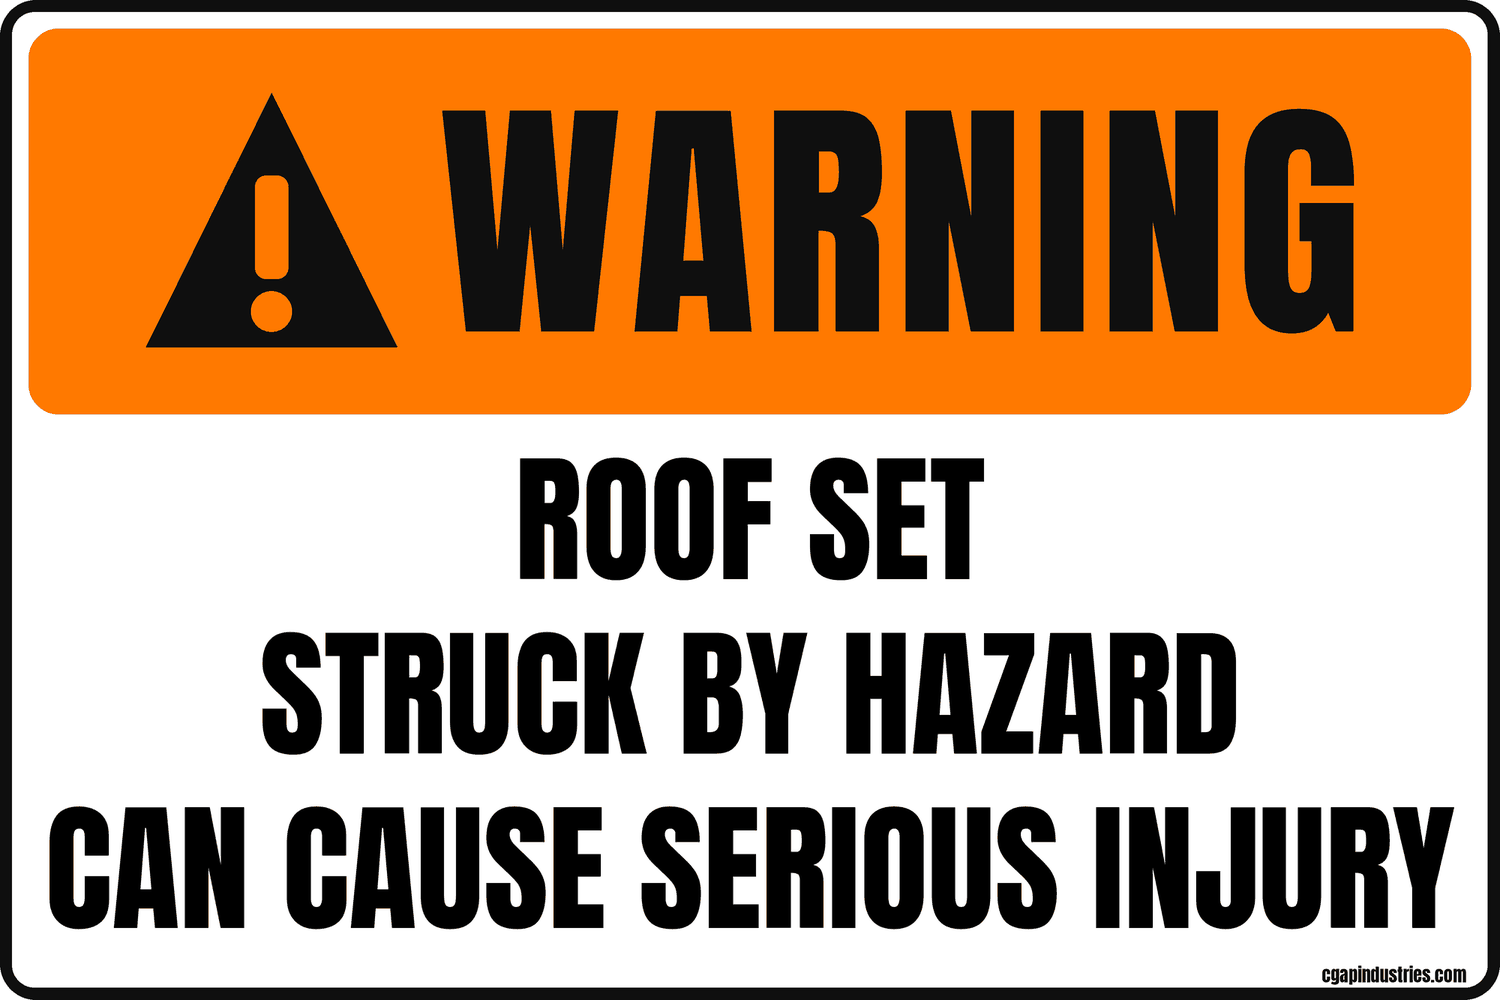 WARNING
ROOF SET
STRUCK BY HAZARD
CAN CAUSE SERIOUS INJURY
cgapindustries.com